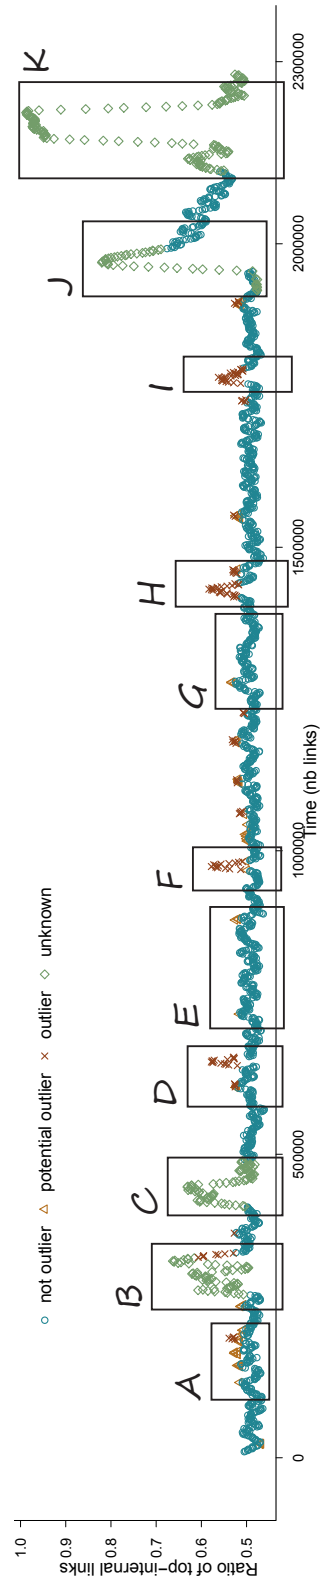 ○ not outlier △ potential outlier × outlier ◇ unknown
A
B
C
D
E
F
G
H
I
J
K
Ratio of top−internal links
1.0
0.9
0.8
0.7
0.6
0.5
0
500000
1000000
1500000
2000000
2300000
Time (nb links)